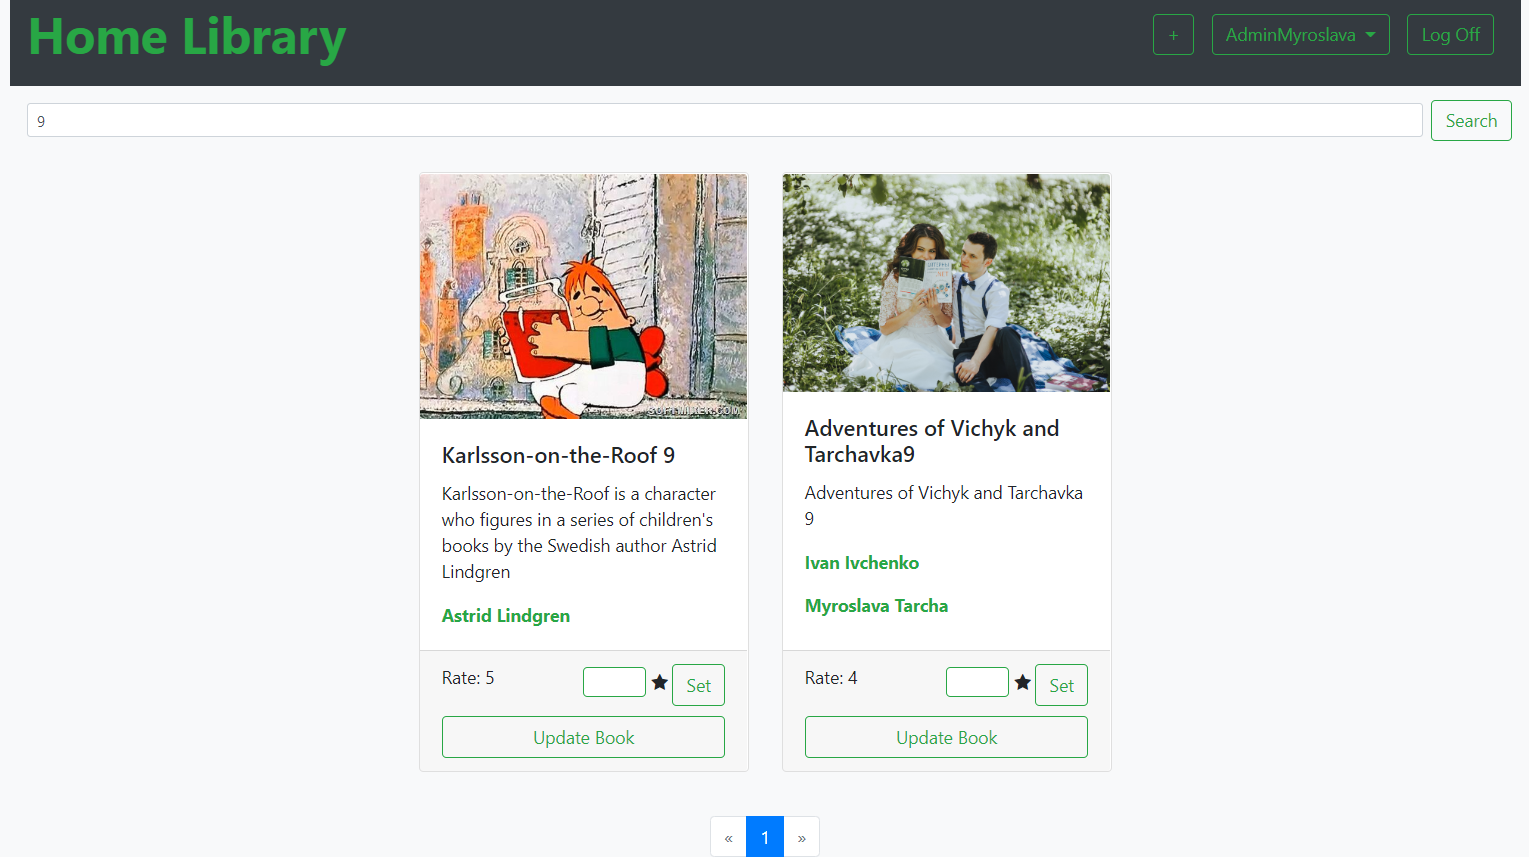 Home Library
+
AdminMyroslava
Log Off
9
Search
SOFTMIXER.COM
Karlsson-on-the-Roof 9
Karlsson-on-the-Roof is a character
who figures in a series of children's
books by the Swedish author Astrid
Lindgren
Astrid Lindgren
Rate: 5
Set
Update Book
Adventures of Vichyk and
Tarchavka9
Adventures of Vichyk and Tarchavka
9
Ivan Ivchenko
Myroslava Tarcha
Rate: 4
Set
Update Book
« 1 »